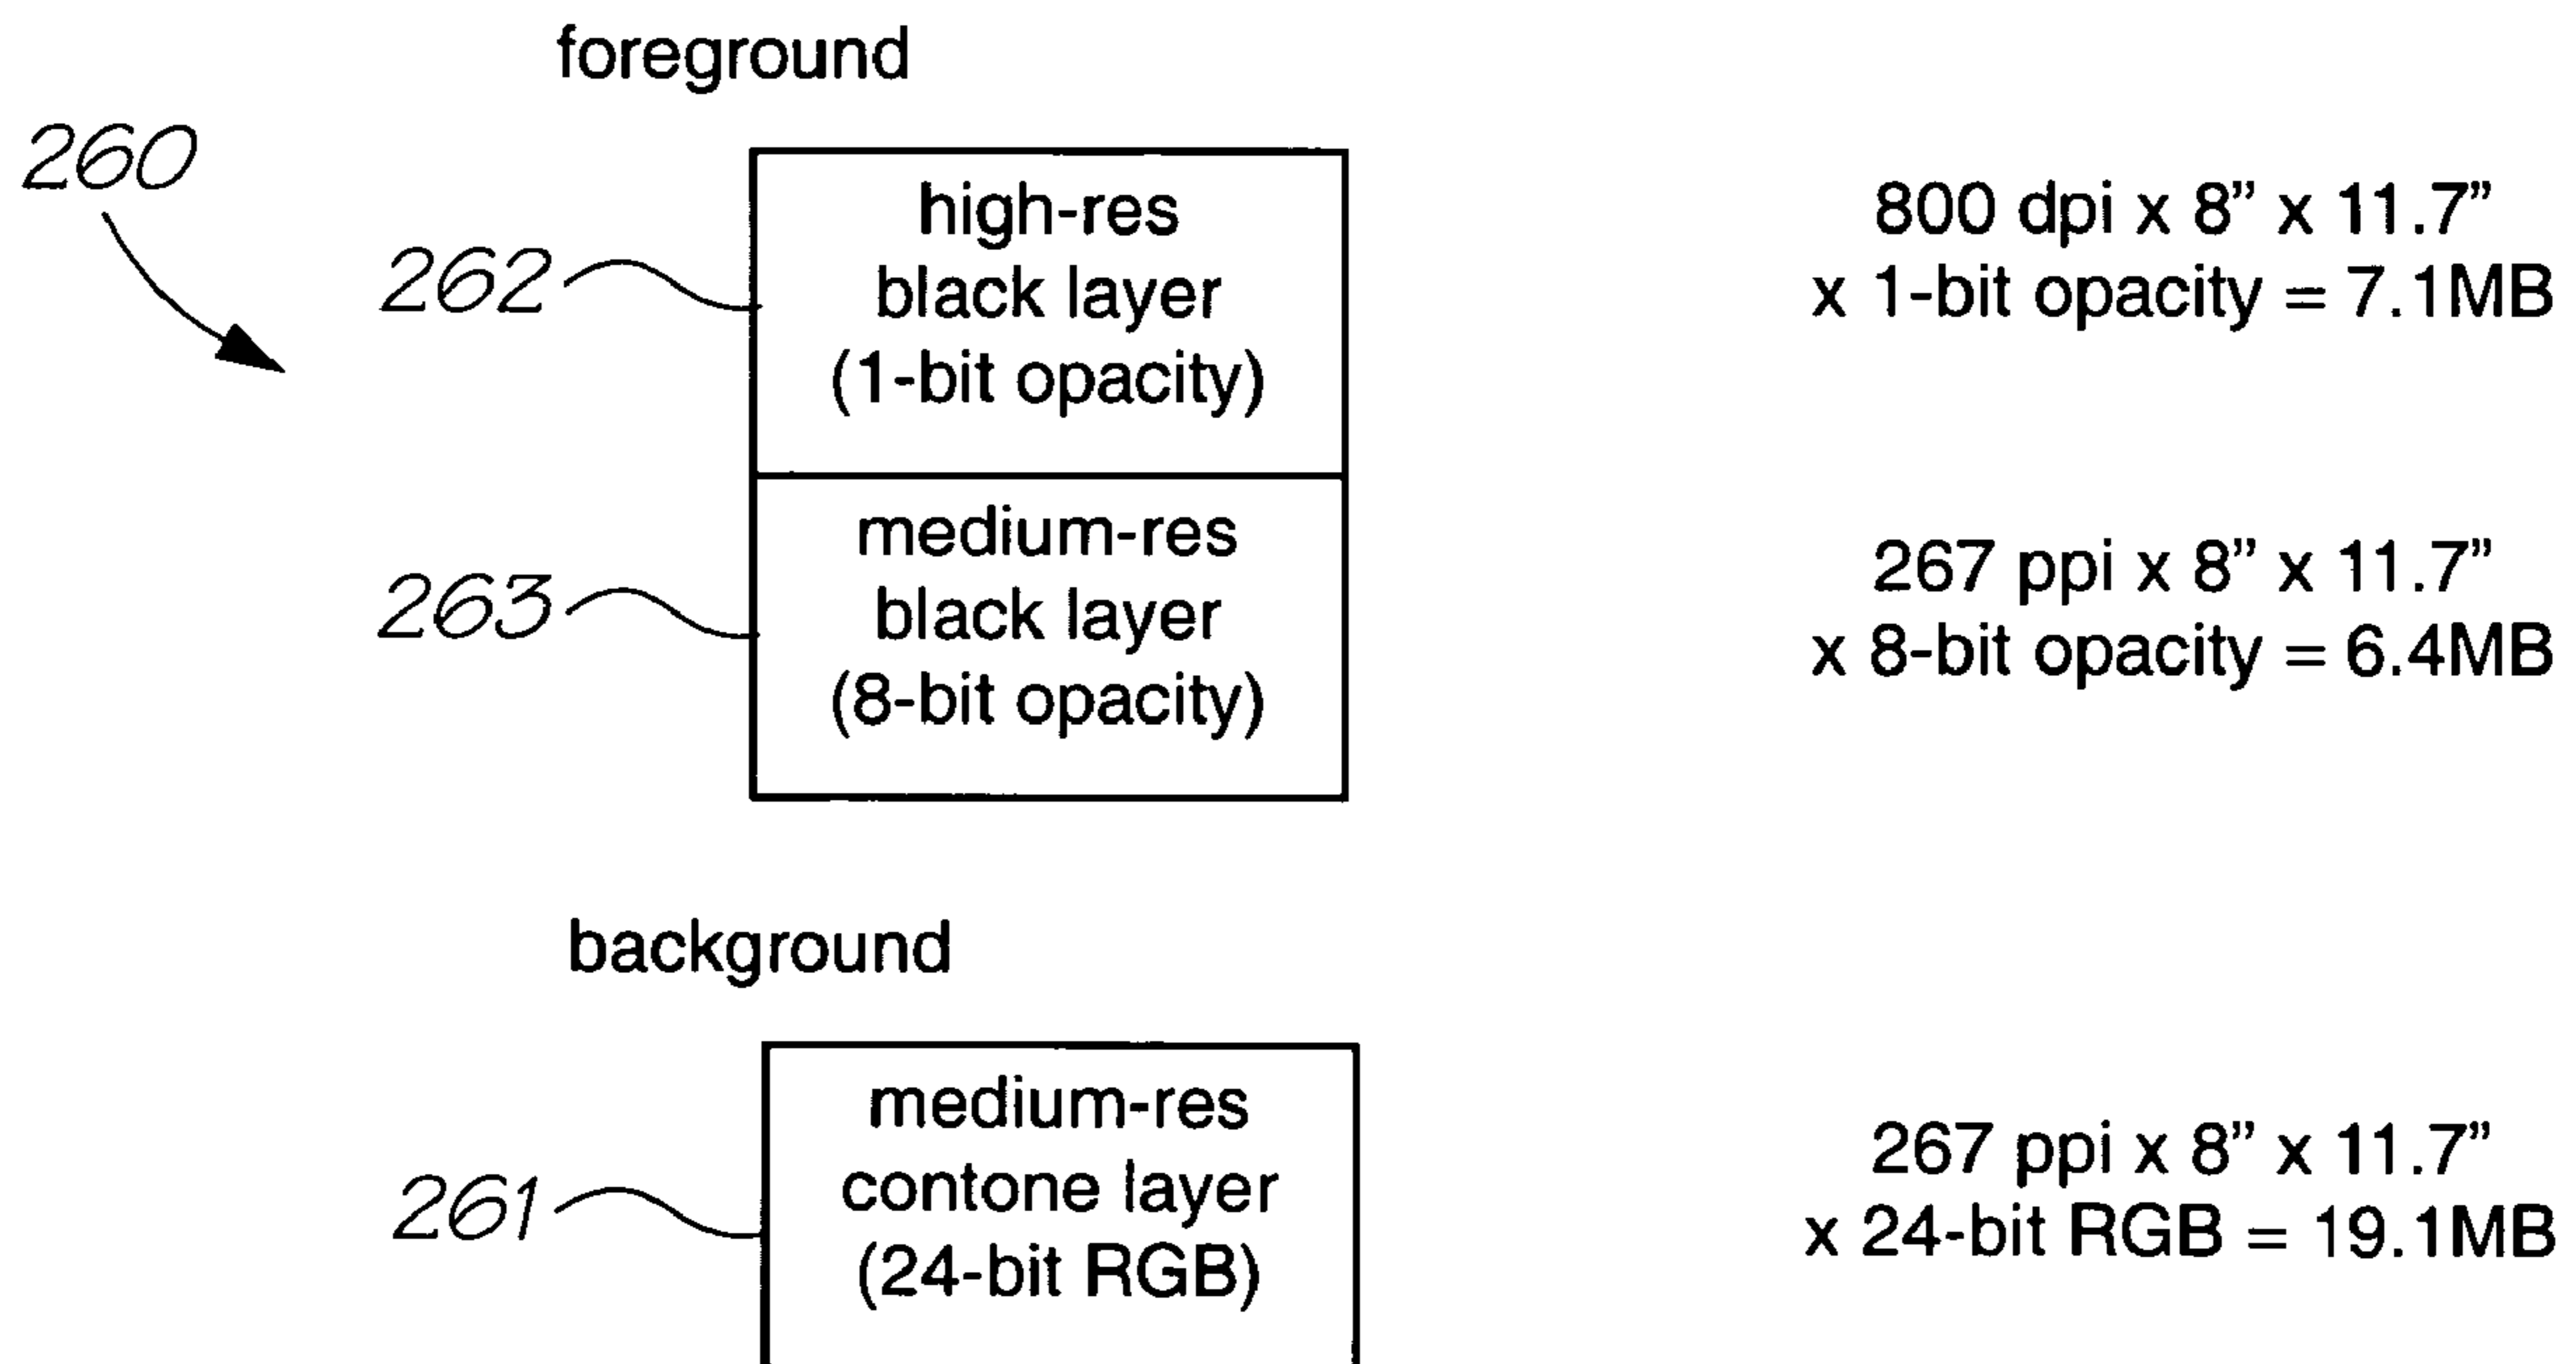 foreground
260
262
high-res
black layer
(1-bit opacity)
800 dpi x 8” x 11.7”
x 1-bit opacity = 7.1MB
263
medium-res
black layer
(8-bit opacity)
267 ppi x 8” x 11.7”
x 8-bit opacity = 6.4MB
background
261
medium-res
contone layer
(24-bit RGB)
267 ppi x 8” x 11.7”
x 24-bit RGB = 19.1MB